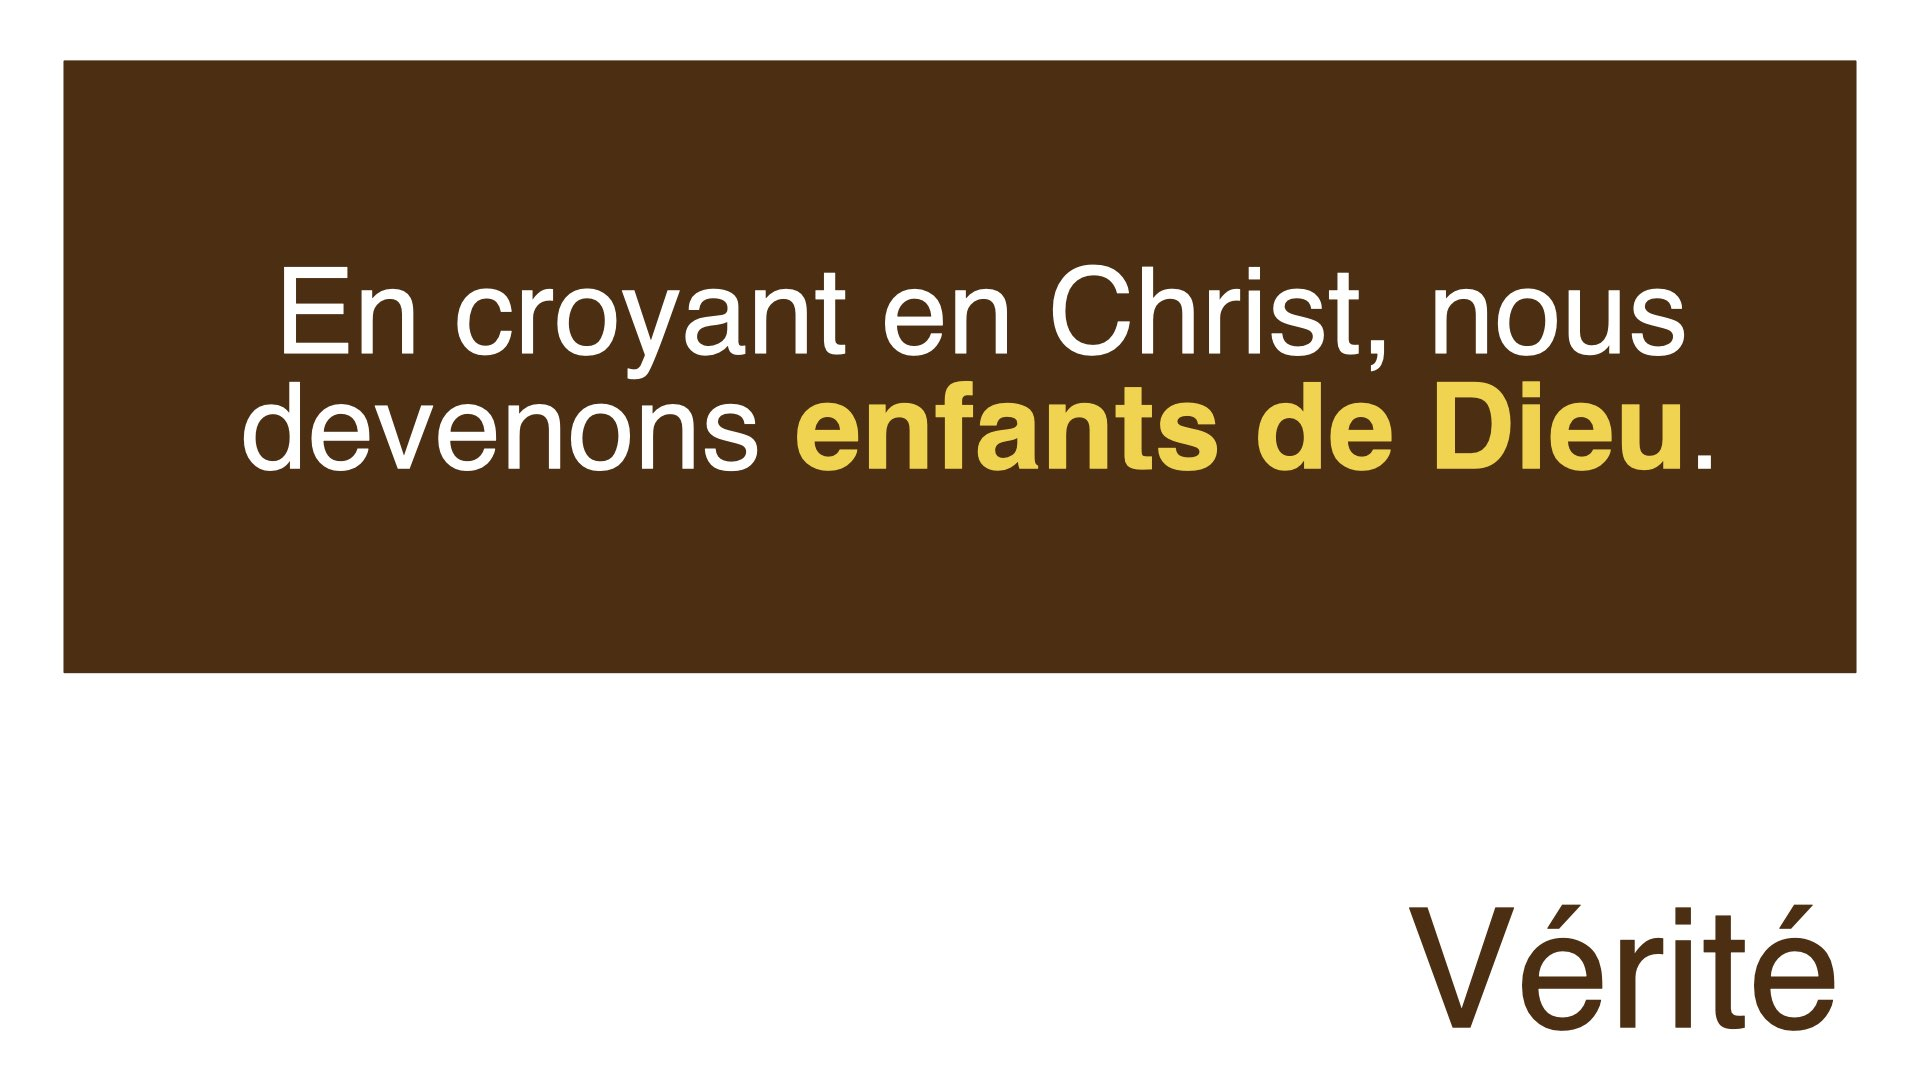 En croyant en Christ, nous
devenons enfants de Dieu.
Vérité